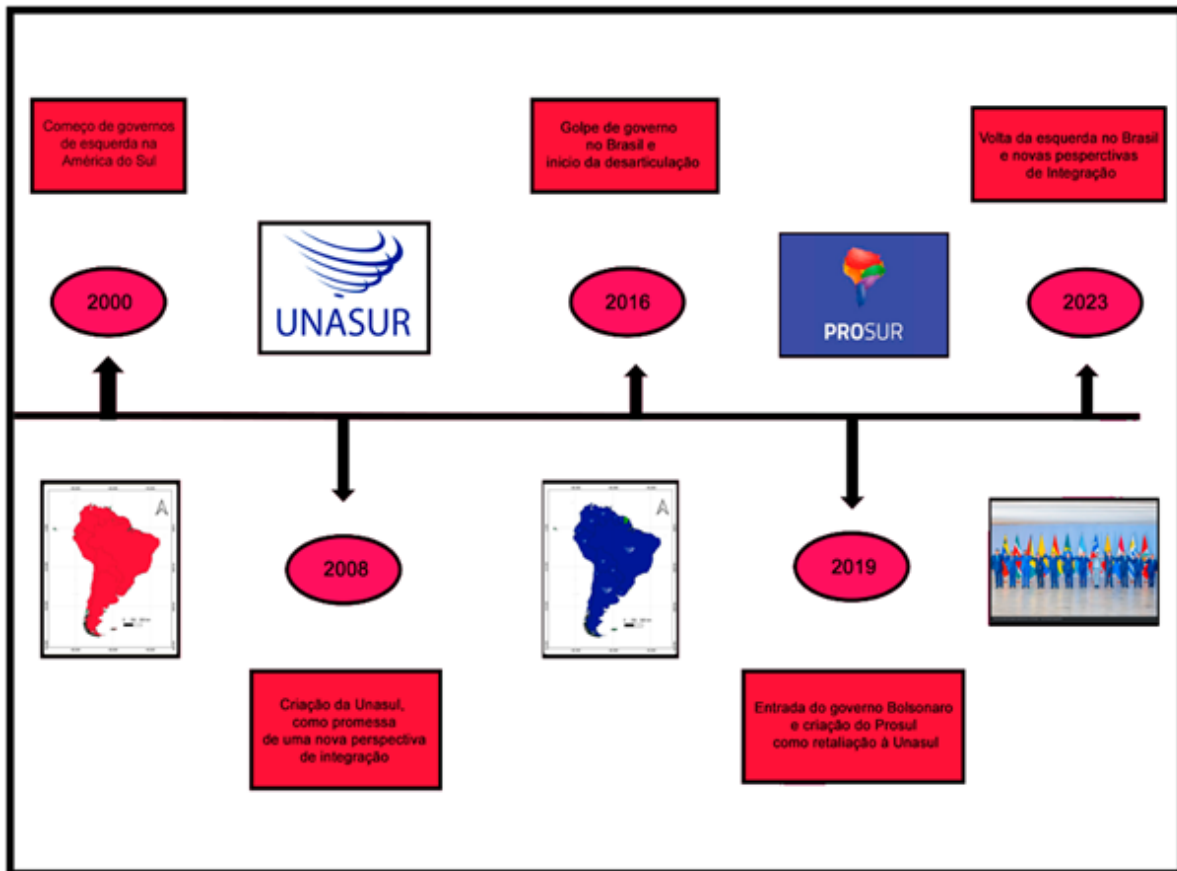 Começo de governos
de esquerda na
América do Sul
2000
UNASUR
Criação da Unasul,
como promessa
de uma nova perspectiva
de integração
2008
Golpe de governo
no Brasil e
início da desarticulação
2016
PROSUR
Entrada do governo Bolsonaro
e criação do Prosul
como retaliação à Unasul
2019
Volta da esquerda no Brasil
e novas pesperctivas
de Integração
2023